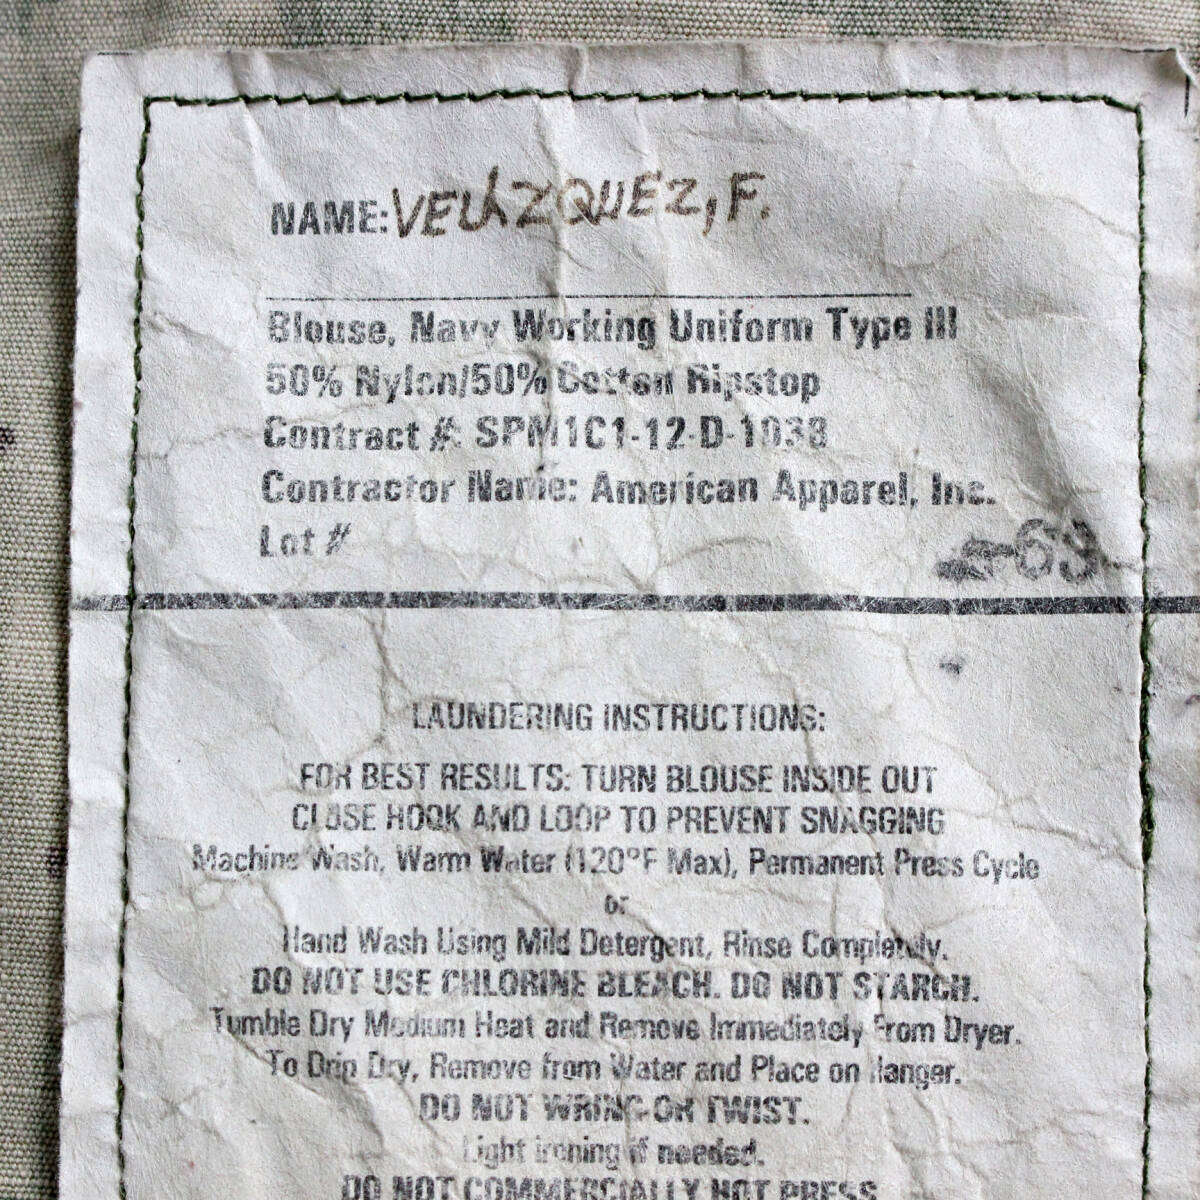 NAME: VELAZQUEZ, F.
Blouse, Navy Working Uniform Type III
50% Nylon/50% Cotton Ripstop
Contract #: SPM1C1-12-D-1038
Contractor Name: American Apparel, Inc.
Lot #
-63
LAUNDERING INSTRUCTIONS:
FOR BEST RESULTS: TURN BLOUSE INSIDE OUT
CLOSE HOOK AND LOOP TO PREVENT SNAGGING
Machine Wash, Warm Water (120°F Max), Permanent Press Cycle
or
Hand Wash Using Mild Detergent, Rinse Completely.
DO NOT USE CHLORINE BLEACH. DO NOT STARCH.
Tumble Dry Medium Heat and Remove Immediately From Dryer.
To Drip Dry, Remove from Water and Place on Hanger.
DO NOT WRING OR TWIST.
Light ironing if needed.
DO NOT COMMERCIALLY HOT PRESS